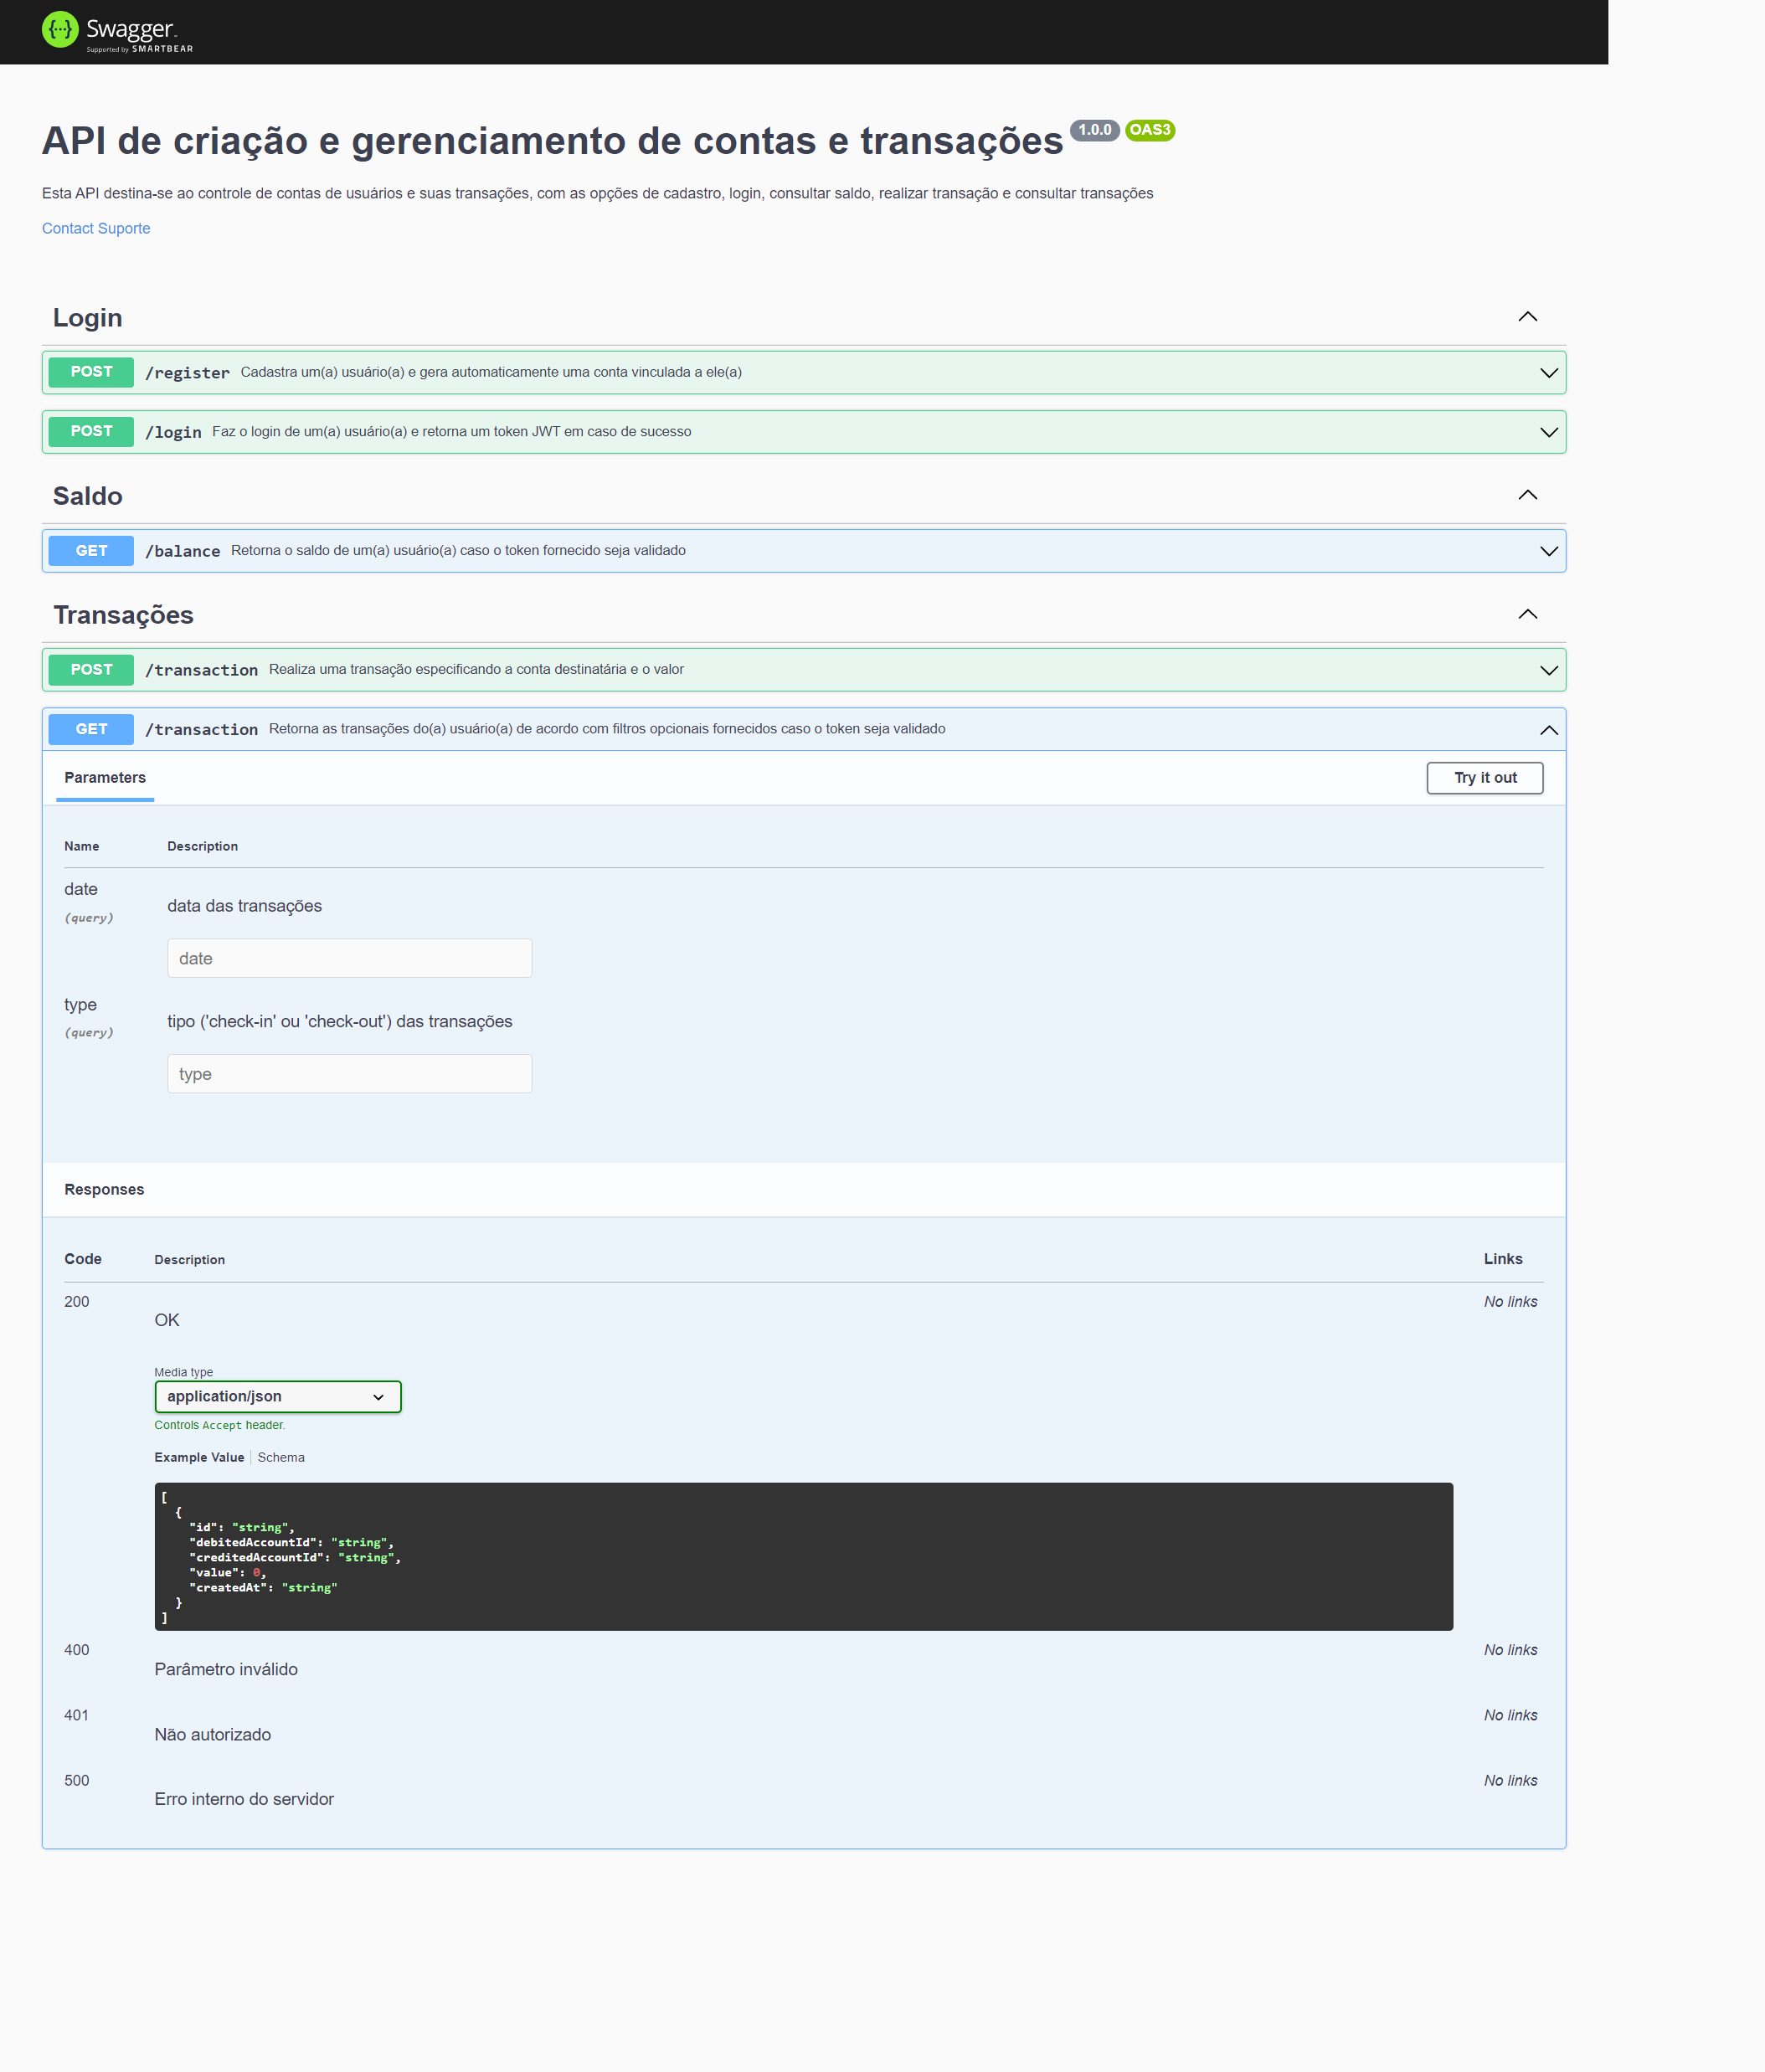 {···} Swagger
Supported by SMARTBEAR
API de criação e gerenciamento de contas e transações 1.0.0 OAS3
Esta API destina-se ao controle de contas de usuários e suas transações, com as opções de cadastro, login, consultar saldo, realizar transação e consultar transações
Contact Suporte
Login
POST /register Cadastra um(a) usuário(a) e gera automaticamente uma conta vinculada a ele(a)
POST /login Faz o login de um(a) usuário(a) e retorna um token JWT em caso de sucesso
Saldo
GET /balance Retorna o saldo de um(a) usuário(a) caso o token fornecido seja validado
Transações
POST /transaction Realiza uma transação especificando a conta destinatária e o valor
GET /transaction Retorna as transações do(a) usuário(a) de acordo com filtros opcionais fornecidos caso o token seja validado
Parameters Try it out
Name Description
date
data das transações
(query)
date
type
tipo ('check-in' ou 'check-out') das transações
(query)
type
Responses
Code Description Links
200 No links
OK
Media type
application/json
Controls Accept header.
Example Value Schema
[
  {
    "id": "string",
    "debitedAccountId": "string",
    "creditedAccountId": "string",
    "value": 0,
    "createdAt": "string"
  }
]
400 No links
Parâmetro inválido
401 No links
Não autorizado
500 No links
Erro interno do servidor